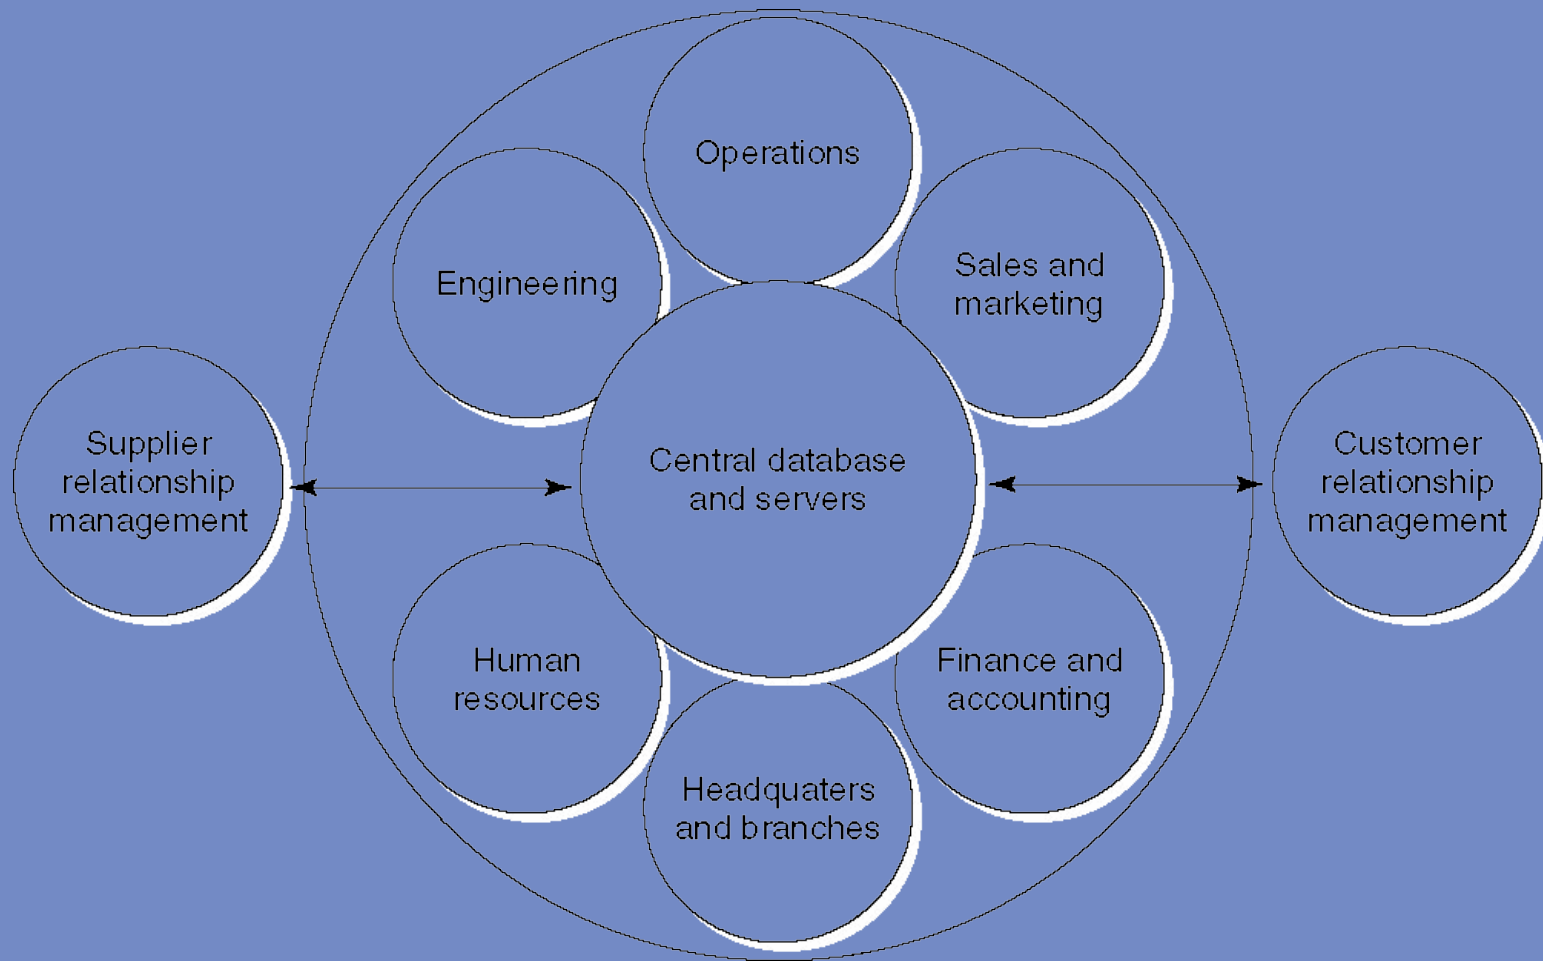 Operations
Engineering
Sales and
marketing
Supplier
relationship
management
Central database
and servers
Customer
relationship
management
Human
resources
Finance and
accounting
Headquaters
and branches